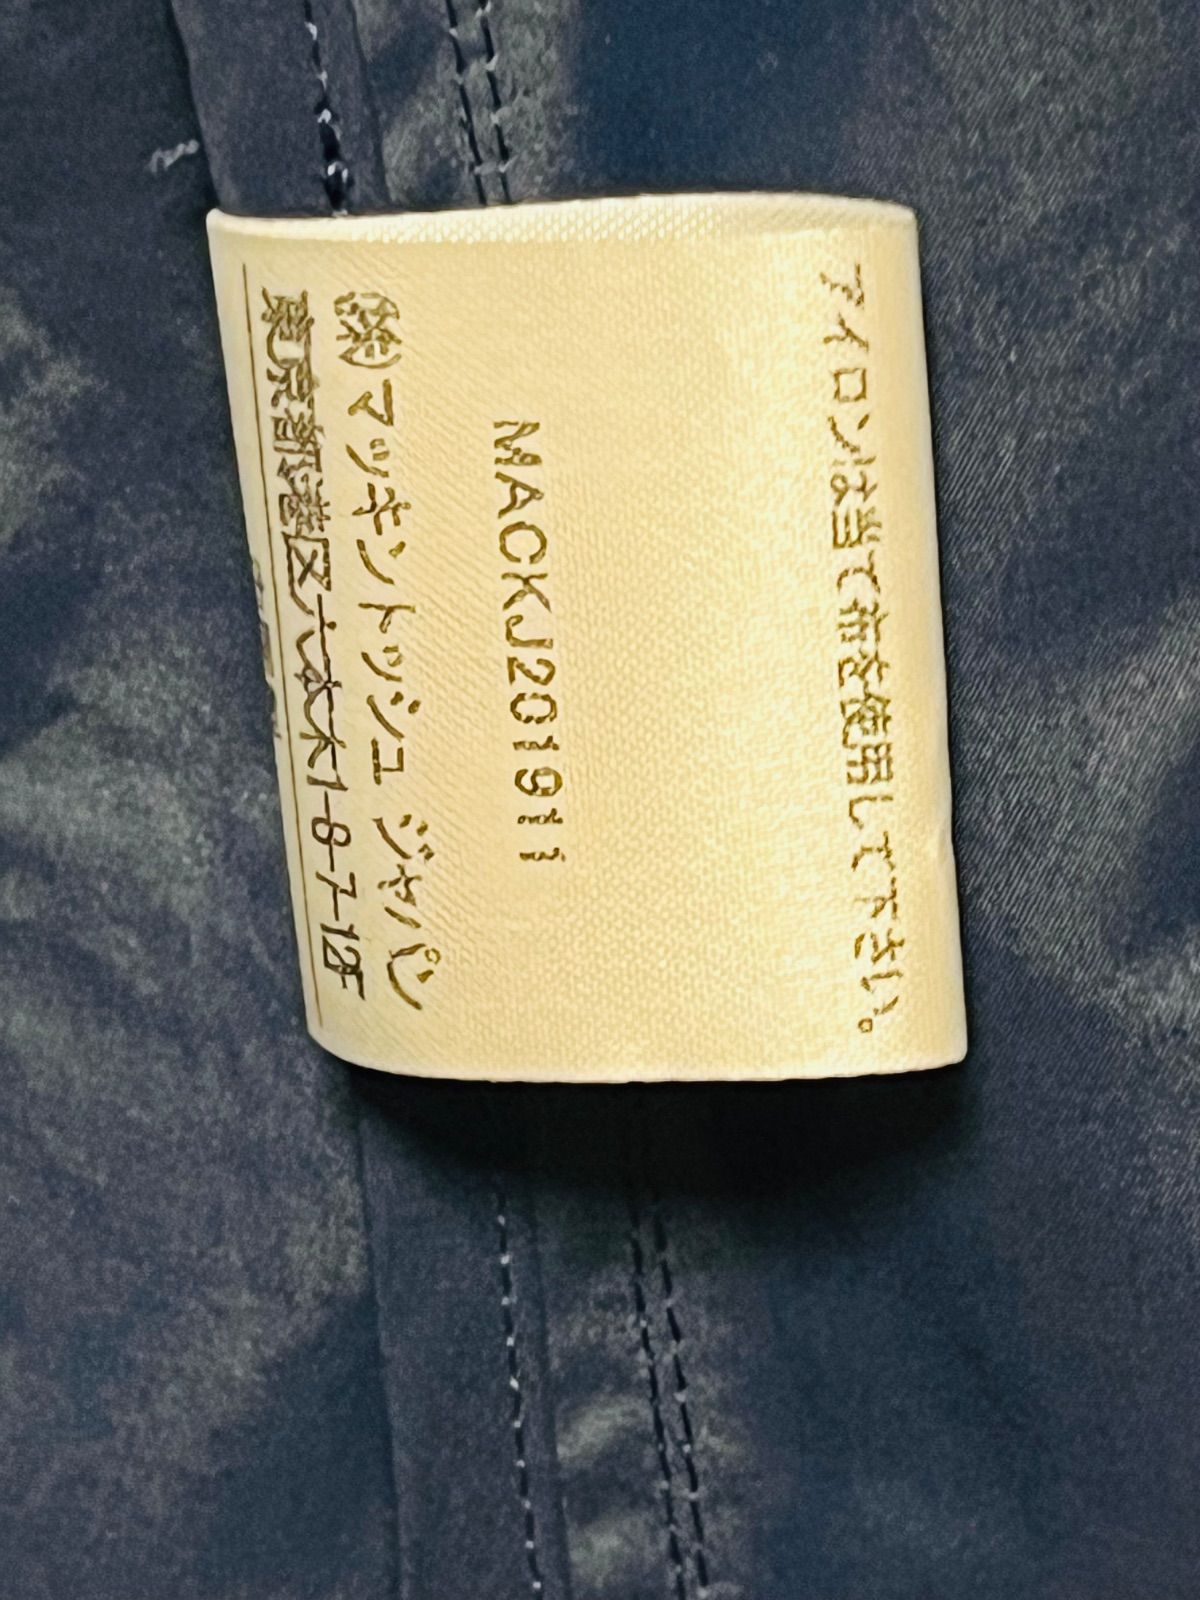 アイロンは当て布を使用して下さい。
MACKJ201911
㈱マッキントッシュ ジャパン
東京都港区六本木1-8-7-12F